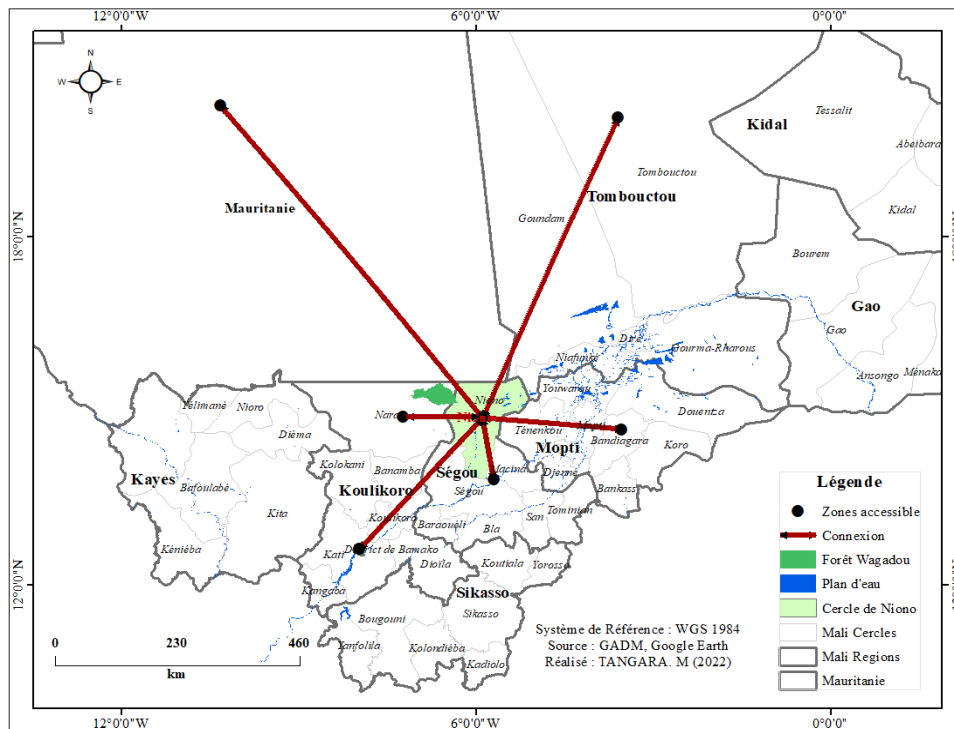 12°0'0"W 6°0'0"W 0°0'0"
N
W E
S
Tessalit
Kidal
Abeibara
Tombouctou
Tombouctou
Mauritanie
Kidal
Goundam
18°0'0"N
Bourem
Gao
Gao
Diré
Gourma-Rharous
Niafunké
Ménaka
Ansongo
Youwarou
Niono
Yélimané
Nioro
Nara
Douentza
Ténenkou
Mopti
Diéma
Bandiagara
Koro
Mopti
Kolokani
Banamba
Ségou
Macina
Djenné
Kayes
Bafoulabé
Koulikoro
Ségou
Bankass
Kita
Koulikoro
Baraouéli
San
Tominian
Bla
Kéniéba
Kati
District de Bamako
Dioïla
Koutiala
Yorosso
12°0'0"N
Kangaba
Sikasso
Bougouni
Sikasso
Yanfolila
Kolondiéba
Kadiolo
0 230 460
km
Système de Référence : WGS 1984
Source : GADM, Google Earth
Réalisé : TANGARA. M (2022)
Légende
Zones accessible
Connexion
Forêt Wagadou
Plan d'eau
Cercle de Niono
Mali Cercles
Mali Regions
Mauritanie
12°0'0"W 6°0'0"W 0°0'0"